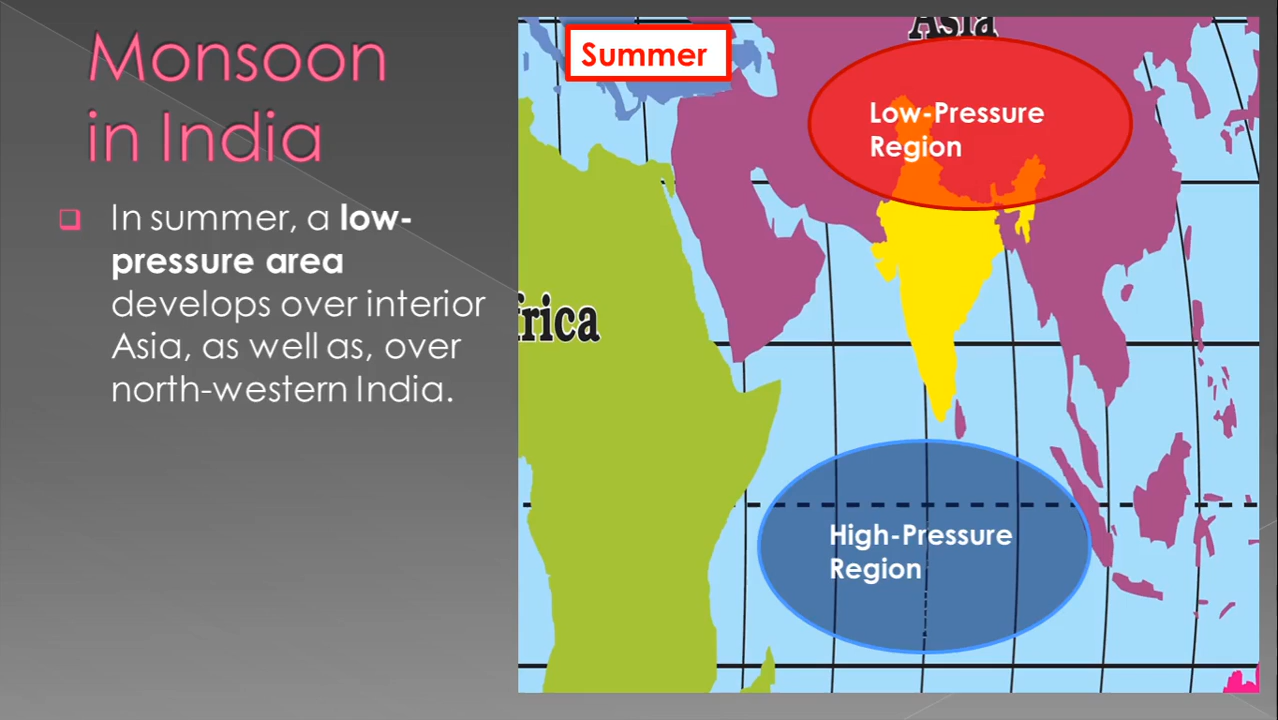 Monsoon
in India
In summer, a low-
pressure area
develops over interior
Asia, as well as, over
north-western India.
Summer
Asia
Low-Pressure
Region
frica
High-Pressure
Region